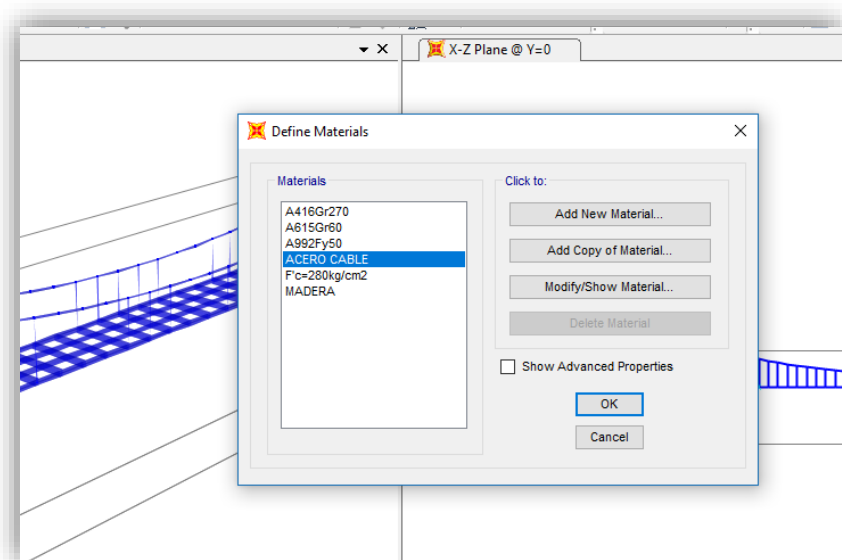 X-Z Plane @ Y=0
Define Materials
Materials
A416Gr270
A615Gr60
A992Fy50
ACERO CABLE
F'c=280kg/cm2
MADERA
Click to:
Add New Material...
Add Copy of Material...
Modify/Show Material...
Delete Material
Show Advanced Properties
OK
Cancel